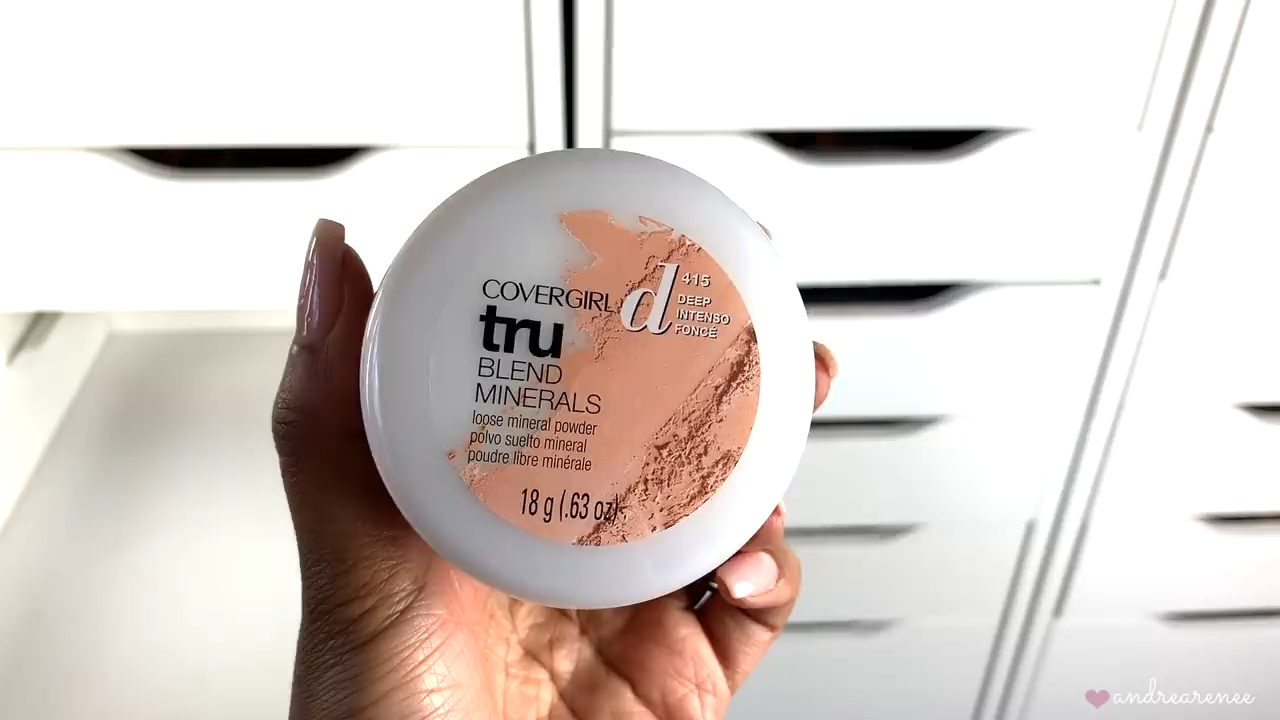 COVERGIRL
tru
BLEND
MINERALS
loose mineral powder
polvo suelto mineral
poudre libre minérale
18 g (.63 oz)
d
415
DEEP
INTENSO
FONCÉ
andrearenee